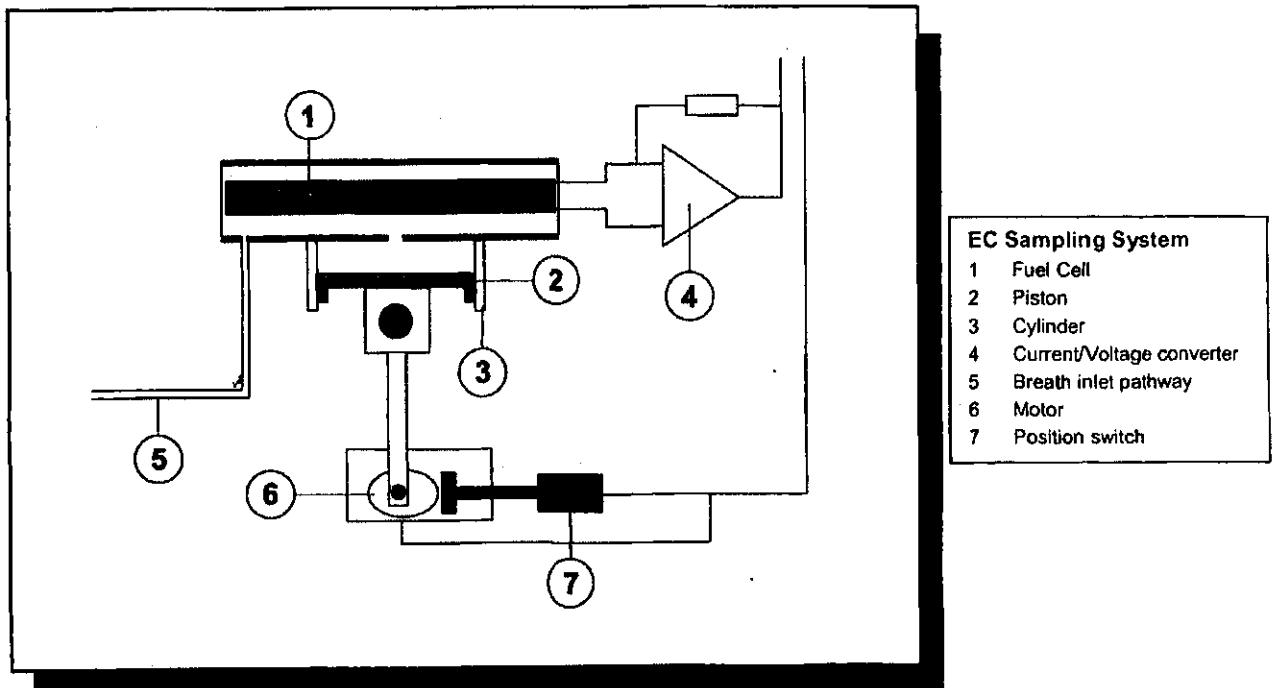 1
2
3
4
5
6
7
EC Sampling System
1 Fuel Cell
2 Piston
3 Cylinder
4 Current/Voltage converter
5 Breath inlet pathway
6 Motor
7 Position switch